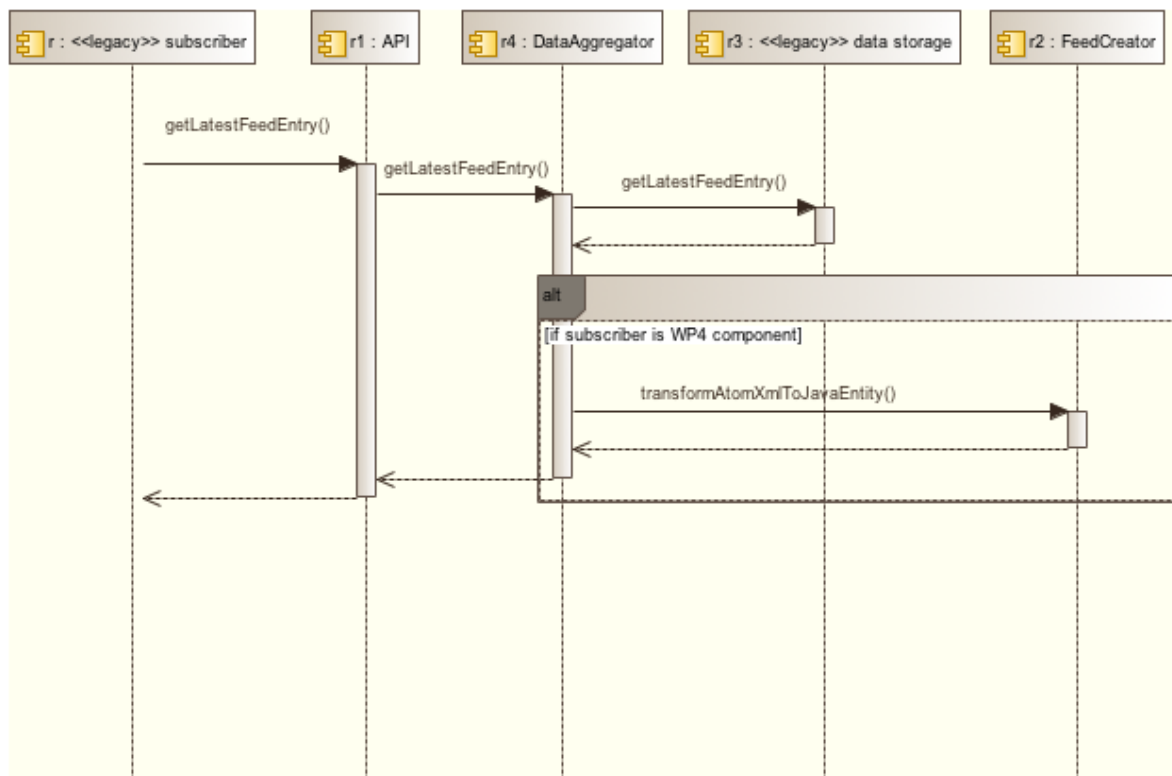 r : <<legacy>> subscriber
r1 : API
r4 : DataAggregator
r3 : <<legacy>> data storage
r2 : FeedCreator
getLatestFeedEntry()
getLatestFeedEntry()
getLatestFeedEntry()
alt
[if subscriber is WP4 component]
transformAtomXmlToJavaEntity()